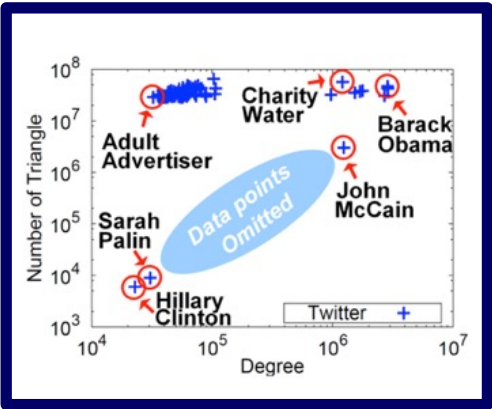 10^8
10^7
10^6
10^5
10^4
10^3
Number of Triangle
Adult
Advertiser
Charity
Water
Barack
Obama
John
McCain
Data points
Omitted
Sarah
Palin
Hillary
Clinton
Twitter
10^4
10^5
10^6
10^7
Degree